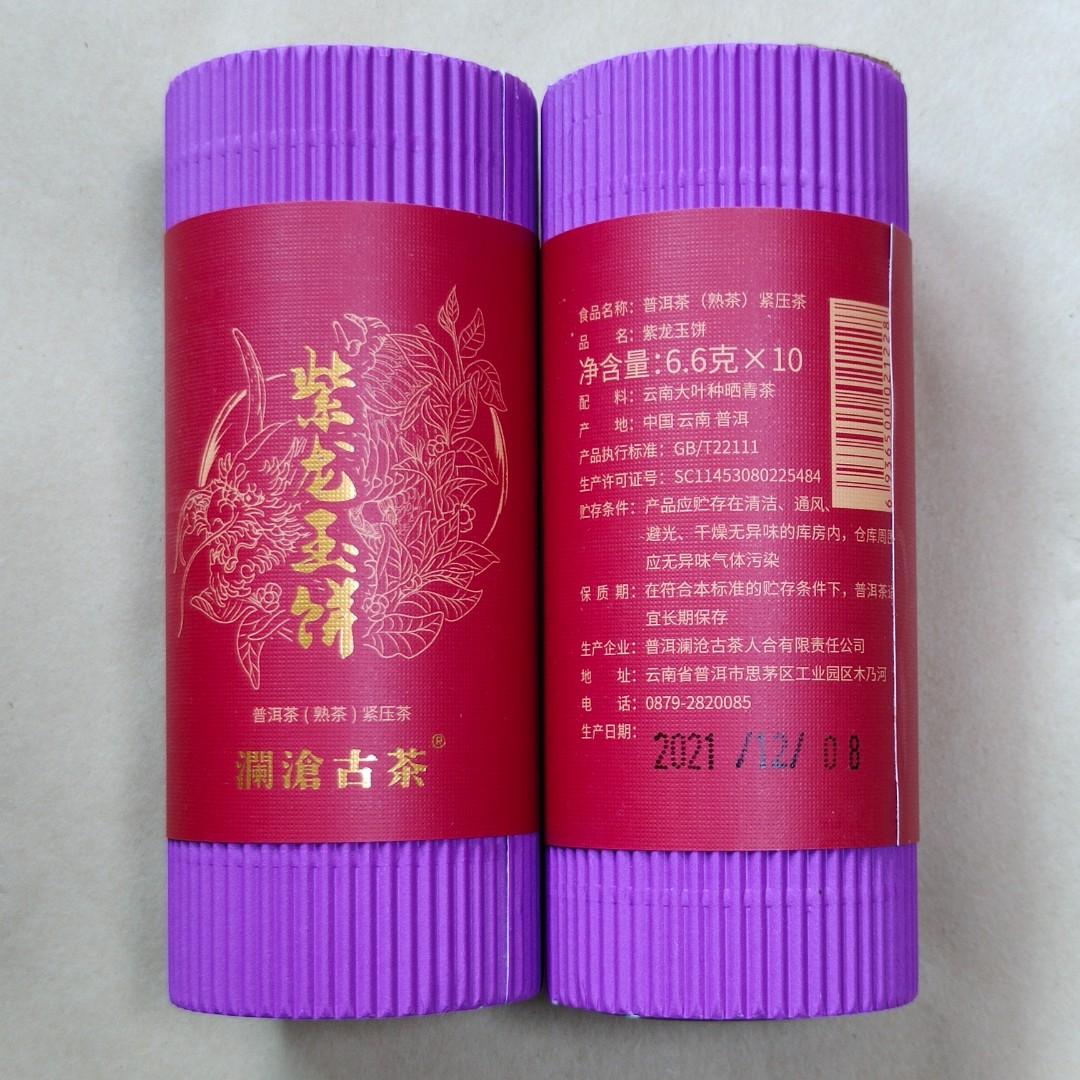 紫龙玉饼
普洱茶(熟茶)紧压茶
澜沧古茶®
食品名称：普洱茶（熟茶）紧压茶
品 名：紫龙玉饼
净含量：6.6克×10
配 料：云南大叶种晒青茶
产 地：中国 云南 普洱
产品执行标准：GB/T22111
生产许可证号：SC11453080225484
贮存条件：产品应贮存在清洁、通风、
避光、干燥无异味的库房内，仓库周围
应无异味气体污染
保 质 期：在符合本标准的贮存条件下，普洱茶适
宜长期保存
生产企业：普洱澜沧古茶人合有限责任公司
地 址：云南省普洱市思茅区工业园区木乃河
电 话：0879-2820085
生产日期：
2021 /12/ 08
6 936500 021228